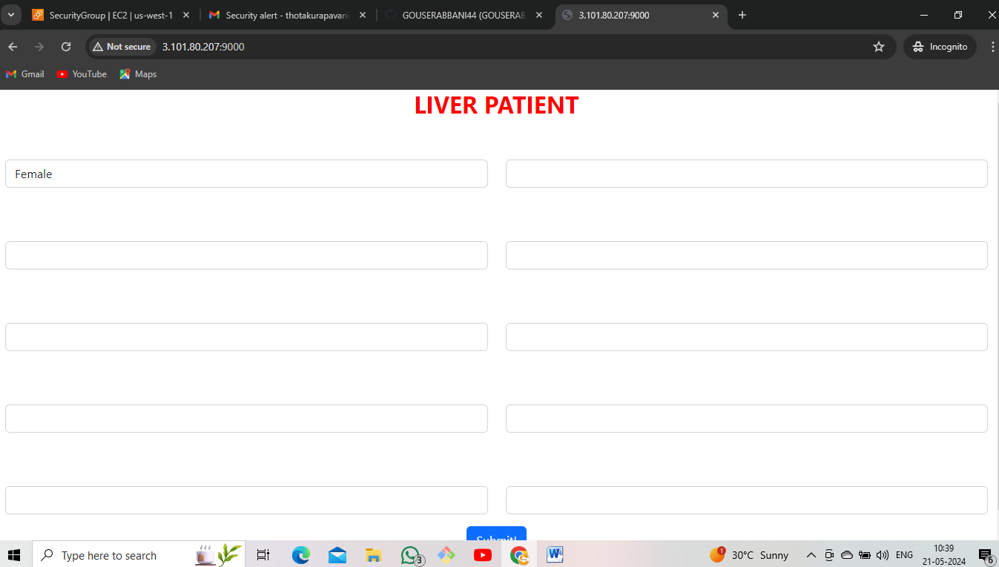 SecurityGroup | EC2 | us-west-1
Security alert - thotakurapavani
GOUSERABBANI44 (GOUSERAB
3.101.80.207:9000
Not secure
3.101.80.207:9000
Incognito
Gmail
YouTube
Maps
LIVER PATIENT
Female
Submit!
Type here to search
3
1
30°C Sunny
ENG
10:39
21-05-2024
6